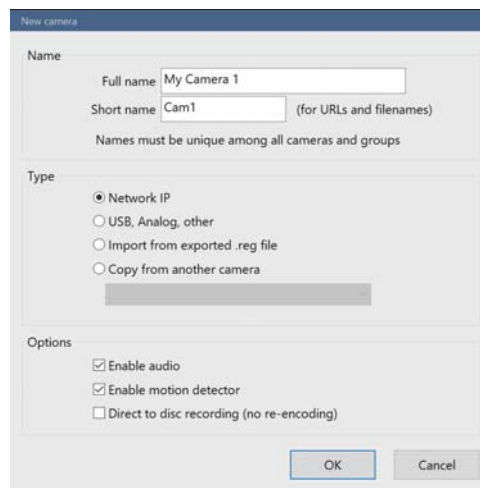 New camera
Name
Full name My Camera 1
Short name Cam1 (for URLs and filenames)
Names must be unique among all cameras and groups
Type
Network IP
USB, Analog, other
Import from exported .reg file
Copy from another camera
Options
Enable audio
Enable motion detector
Direct to disc recording (no re-encoding)
OK Cancel